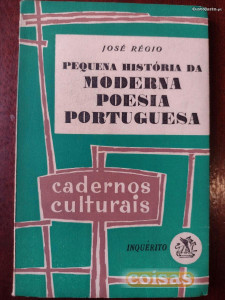 JOSÉ RÉGIO
PEQUENA HISTÓRIA DA
MODERNA
POESIA
PORTUGUESA
cadernos
culturais
INQUÉRITO
coisas